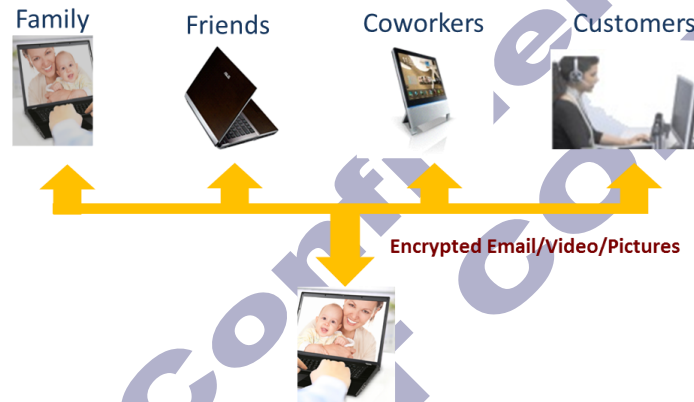 Family
Friends
Coworkers
Customers
Encrypted Email/Video/Pictures